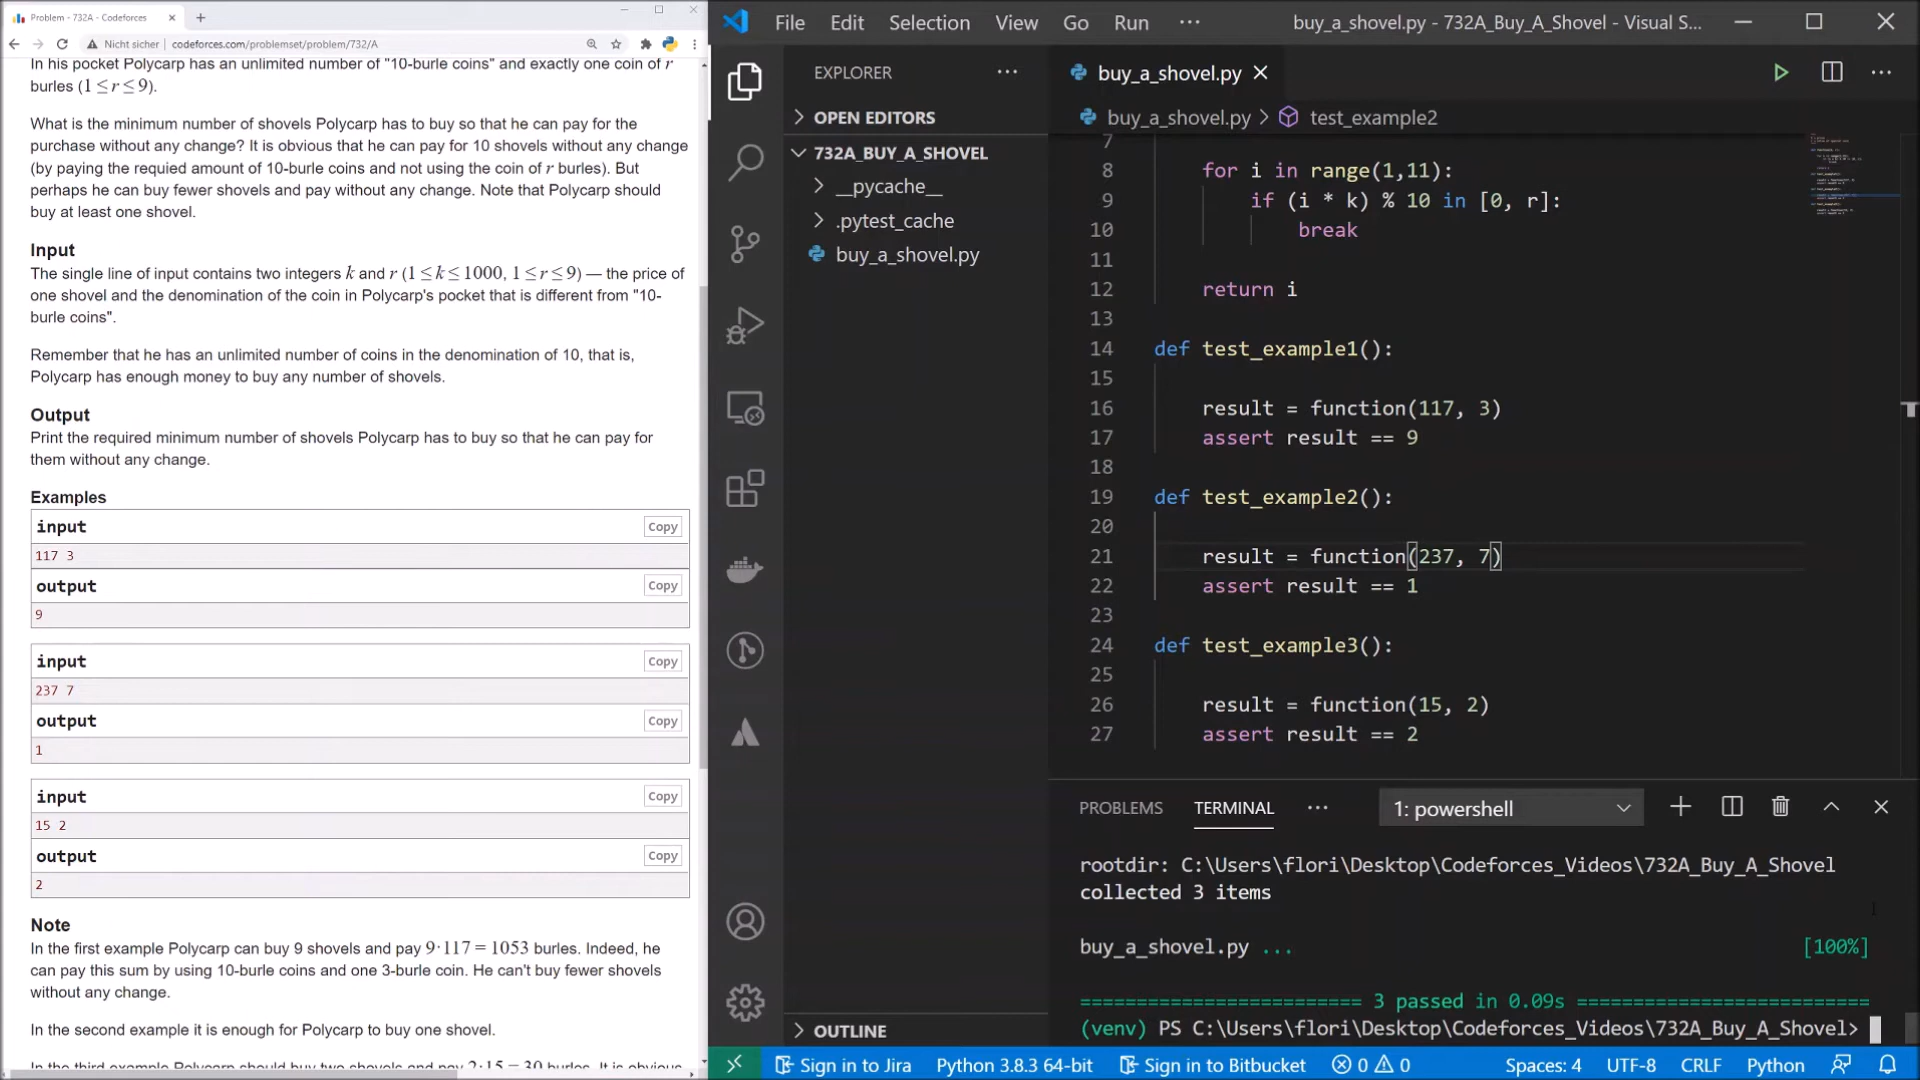 Problem - 732A - Codeforces
Nicht sicher | codeforces.com/problemset/problem/732/A
In his pocket Polycarp has an unlimited number of "10-burle coins" and exactly one coin of r
burles (1 ≤ r ≤ 9).
What is the minimum number of shovels Polycarp has to buy so that he can pay for the
purchase without any change? It is obvious that he can pay for 10 shovels without any change
(by paying the requied amount of 10-burle coins and not using the coin of r burles). But
perhaps he can buy fewer shovels and pay without any change. Note that Polycarp should
buy at least one shovel.
Input
The single line of input contains two integers k and r (1 ≤ k ≤ 1000, 1 ≤ r ≤ 9) — the price of
one shovel and the denomination of the coin in Polycarp's pocket that is different from "10-
burle coins".
Remember that he has an unlimited number of coins in the denomination of 10, that is,
Polycarp has enough money to buy any number of shovels.
Output
Print the required minimum number of shovels Polycarp has to buy so that he can pay for
them without any change.
Examples
input
Copy
117 3
output
Copy
9
input
Copy
237 7
output
Copy
1
input
Copy
15 2
output
Copy
2
Note
In the first example Polycarp can buy 9 shovels and pay 9·117 = 1053 burles. Indeed, he
can pay this sum by using 10-burle coins and one 3-burle coin. He can't buy fewer shovels
without any change.
In the second example it is enough for Polycarp to buy one shovel.
In the third example Polycarp should buy two shovels and pay 2·15 = 30 burles. It is obvious
File Edit Selection View Go Run ··· buy_a_shovel.py - 732A_Buy_A_Shovel - Visual S...
EXPLORER
OPEN EDITORS
732A_BUY_A_SHOVEL
__pycache__
.pytest_cache
buy_a_shovel.py
OUTLINE
buy_a_shovel.py
buy_a_shovel.py > test_example2
7
8 for i in range(1,11):
9 if (i * k) % 10 in [0, r]:
10 break
11
12 return i
13
14 def test_example1():
15
16 result = function(117, 3)
17 assert result == 9
18
19 def test_example2():
20
21 result = function(237, 7)
22 assert result == 1
23
24 def test_example3():
25
26 result = function(15, 2)
27 assert result == 2
PROBLEMS TERMINAL ··· 1: powershell
rootdir: C:\Users\flori\Desktop\Codeforces_Videos\732A_Buy_A_Shovel
collected 3 items
buy_a_shovel.py ... [100%]
========================== 3 passed in 0.09s ===========================
(venv) PS C:\Users\flori\Desktop\Codeforces_Videos\732A_Buy_A_Shovel>
Sign in to Jira Python 3.8.3 64-bit Sign in to Bitbucket 0 0 Spaces: 4 UTF-8 CRLF Python